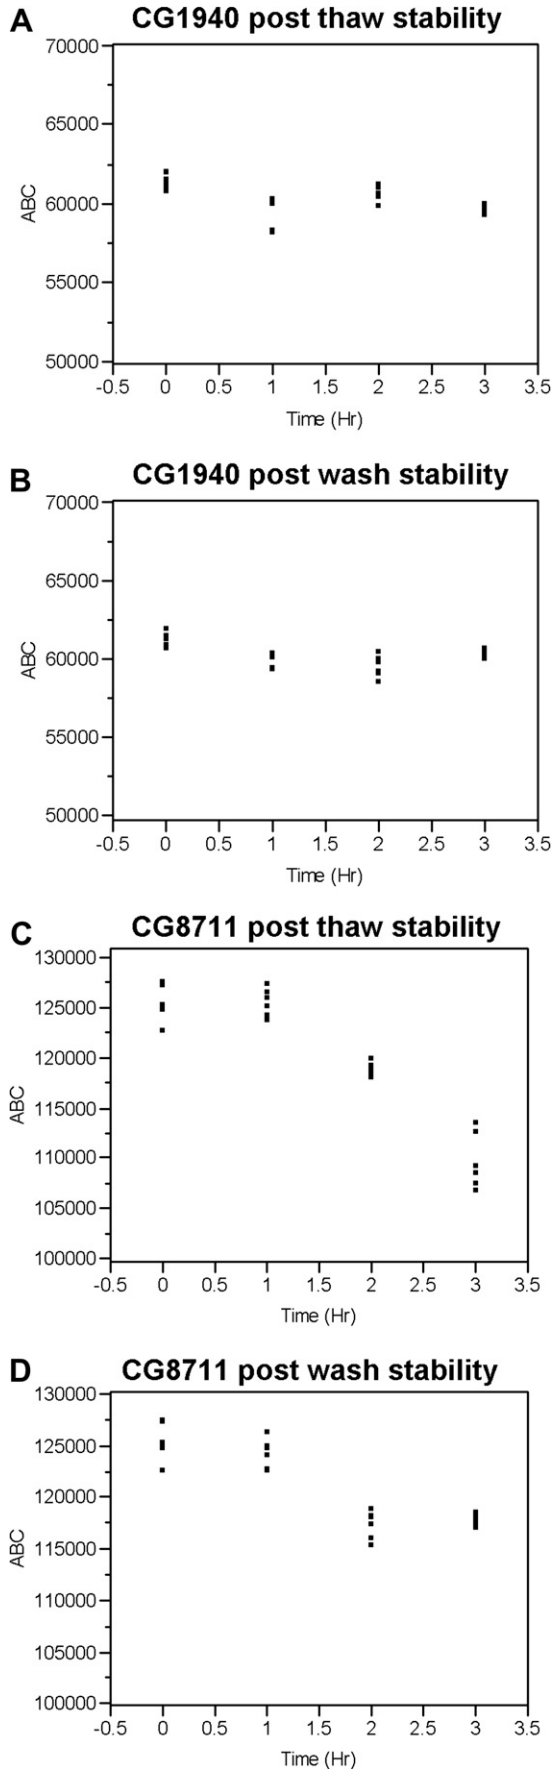 A CG1940 post thaw stability
70000
65000
60000
55000
50000
ABC
-0.5 0 0.5 1 1.5 2 2.5 3 3.5
Time (Hr)
B CG1940 post wash stability
70000
65000
60000
55000
50000
ABC
-0.5 0 0.5 1 1.5 2 2.5 3 3.5
Time (Hr)
C CG8711 post thaw stability
130000
125000
120000
115000
110000
105000
100000
ABC
-0.5 0 0.5 1 1.5 2 2.5 3 3.5
Time (Hr)
D CG8711 post wash stability
130000
125000
120000
115000
110000
105000
100000
ABC
-0.5 0 0.5 1 1.5 2 2.5 3 3.5
Time (Hr)